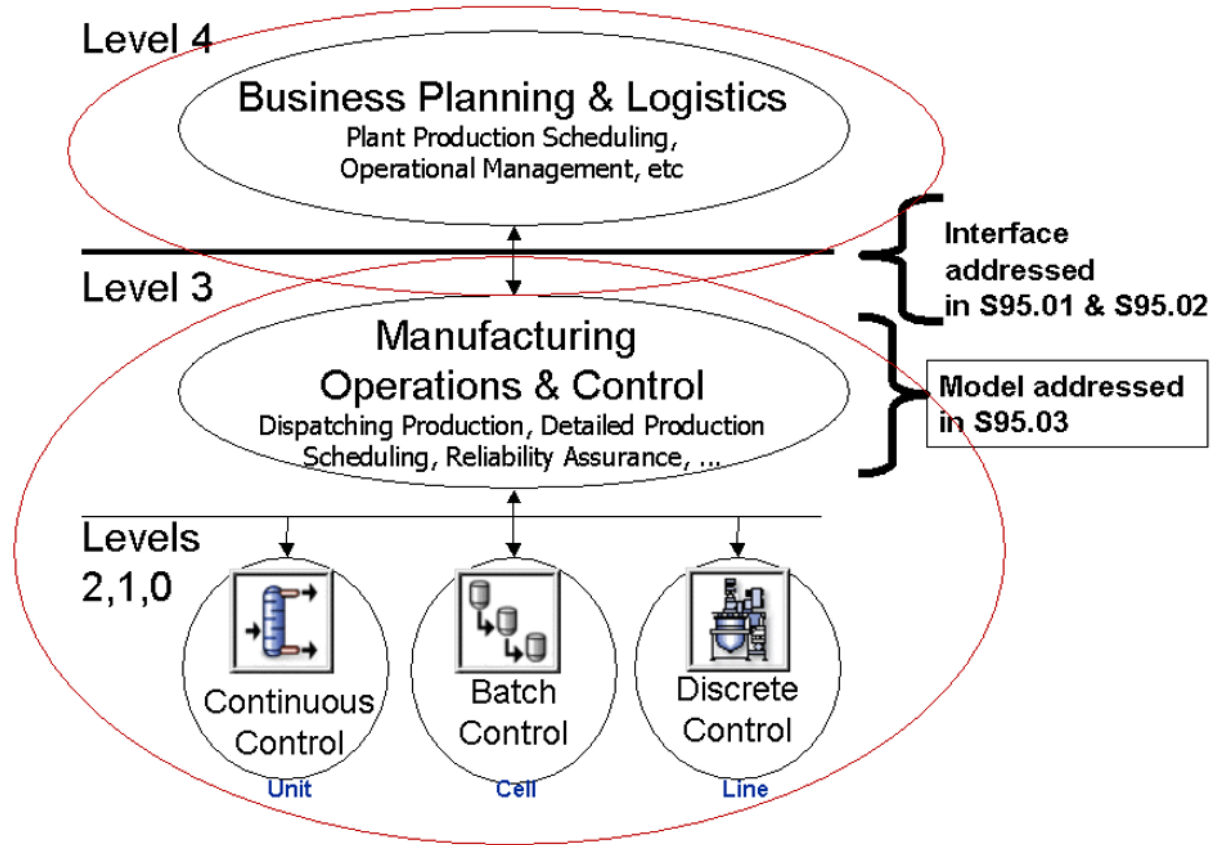 Level 4
Business Planning & Logistics
Plant Production Scheduling,
Operational Management, etc
Interface
addressed
in S95.01 & S95.02
Level 3
Manufacturing
Operations & Control
Dispatching Production, Detailed Production
Scheduling, Reliability Assurance, ...
Model addressed
in S95.03
Levels
2,1,0
Continuous
Control
Unit
Batch
Control
Cell
Discrete
Control
Line